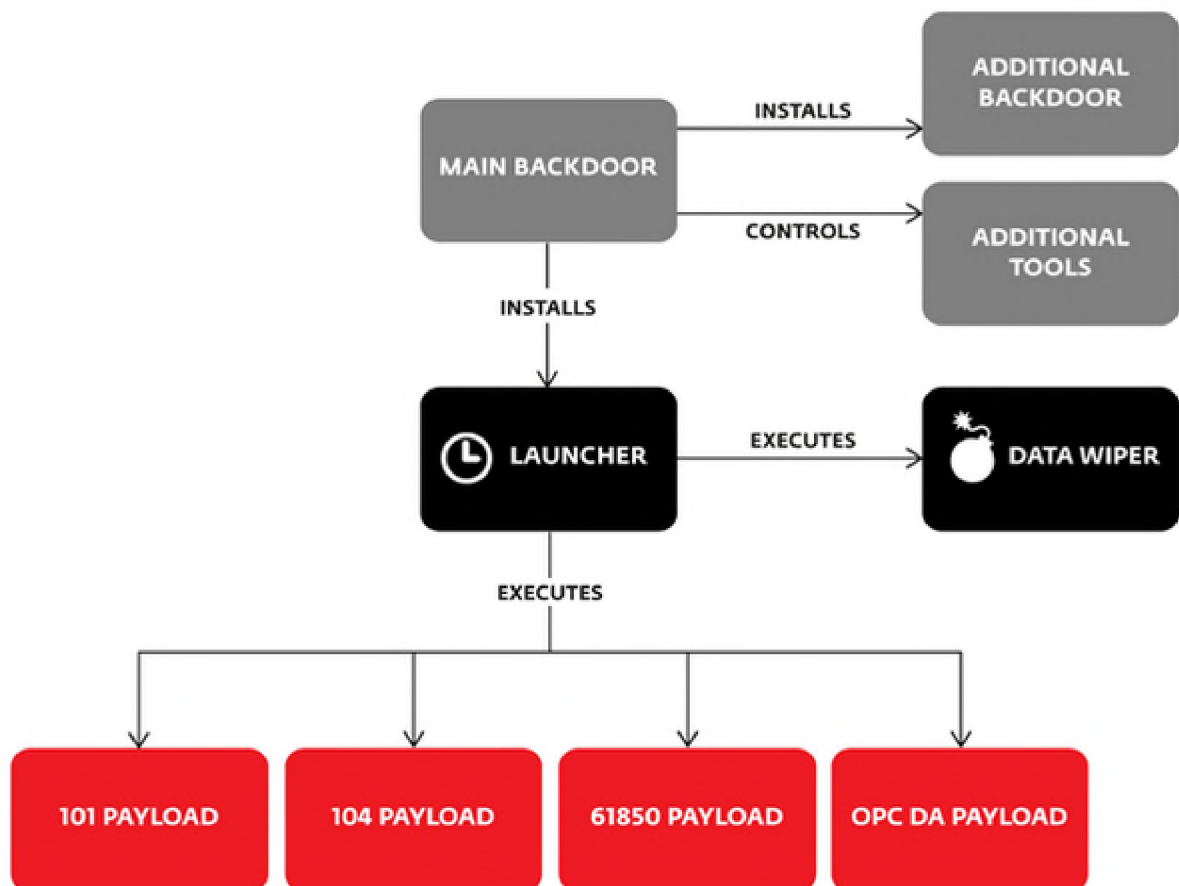 ADDITIONAL
BACKDOOR
INSTALLS
MAIN BACKDOOR
CONTROLS
ADDITIONAL
TOOLS
INSTALLS
LAUNCHER
EXECUTES
DATA WIPER
EXECUTES
101 PAYLOAD
104 PAYLOAD
61850 PAYLOAD
OPC DA PAYLOAD